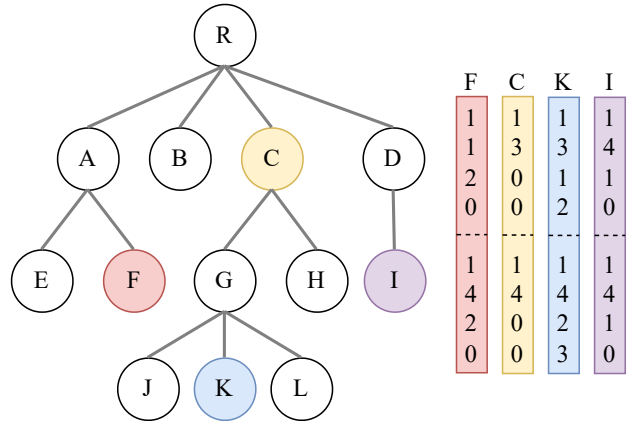 R
A B C D
E F G H I
J K L
F C K I
1 1 1 1
1 3 3 4
2 0 1 1
0 0 2 0
1 1 1 1
4 4 4 4
2 0 2 1
0 0 3 0